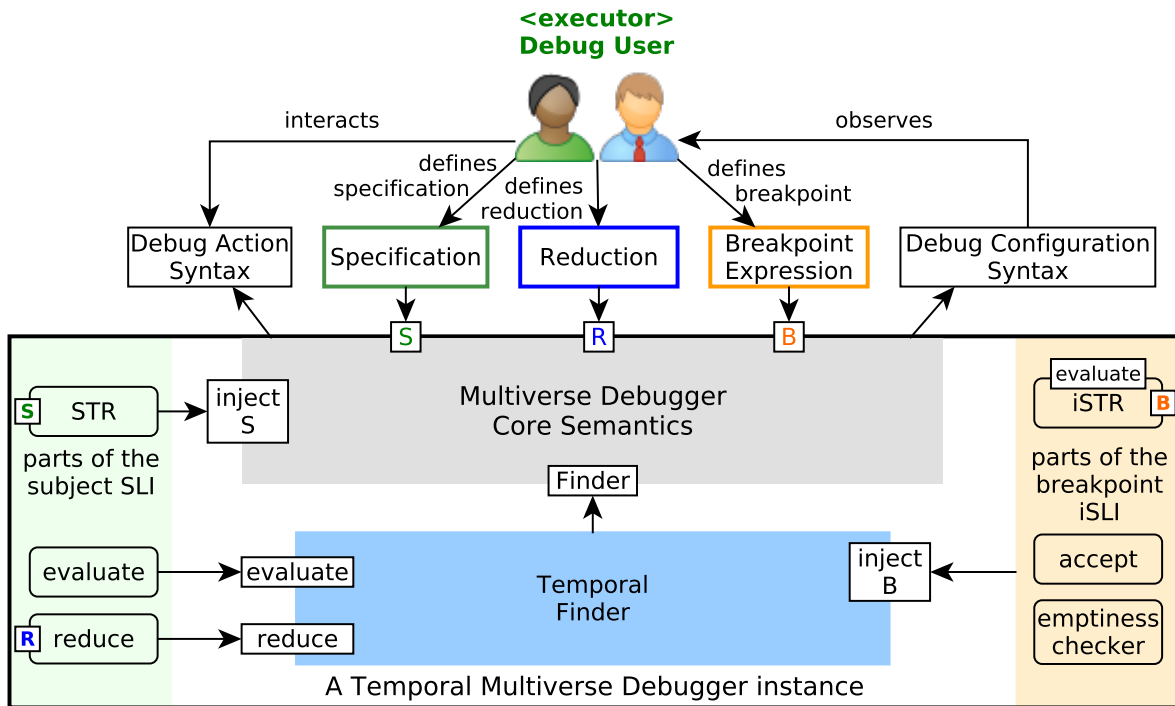 <executor>
Debug User
interacts
observes
defines
specification
defines
reduction
defines
breakpoint
Debug Action
Syntax
Specification
Reduction
Breakpoint
Expression
Debug Configuration
Syntax
S
R
B
S
STR
inject
S
Multiverse Debugger
Core Semantics
evaluate
iSTR
B
parts of the
subject SLI
parts of the
breakpoint
iSLI
Finder
evaluate
evaluate
Temporal
Finder
inject
B
accept
R
reduce
reduce
emptiness
checker
A Temporal Multiverse Debugger instance